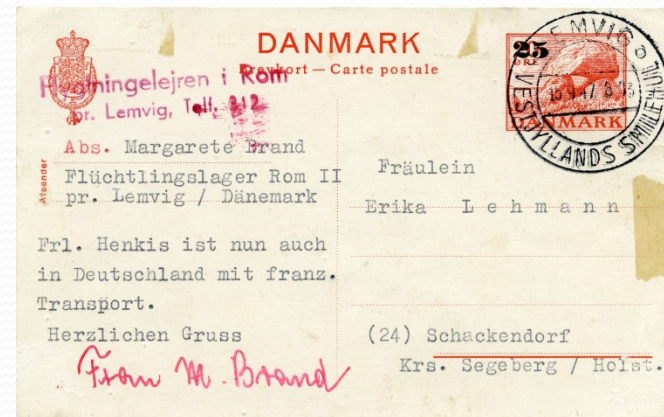 DANMARK
Brevkort — Carte postale
25
ØRE
DANMARK
LEMVIG
VESTJYLLANDS SMILEHUL
Flygtningelejren i Rom
pr. Lemvig, Telf. 312
Afsender
Abs. Margarete Brand
Flüchtlingslager Rom II
pr. Lemvig / Dänemark
Frl. Henkis ist nun auch
in Deutschland mit franz.
Transport.
Herzlichen Gruss
Frau M. Brand
Fräulein
Erika Lehmann
(24) Schackendorf
Krs. Segeberg / Holst.